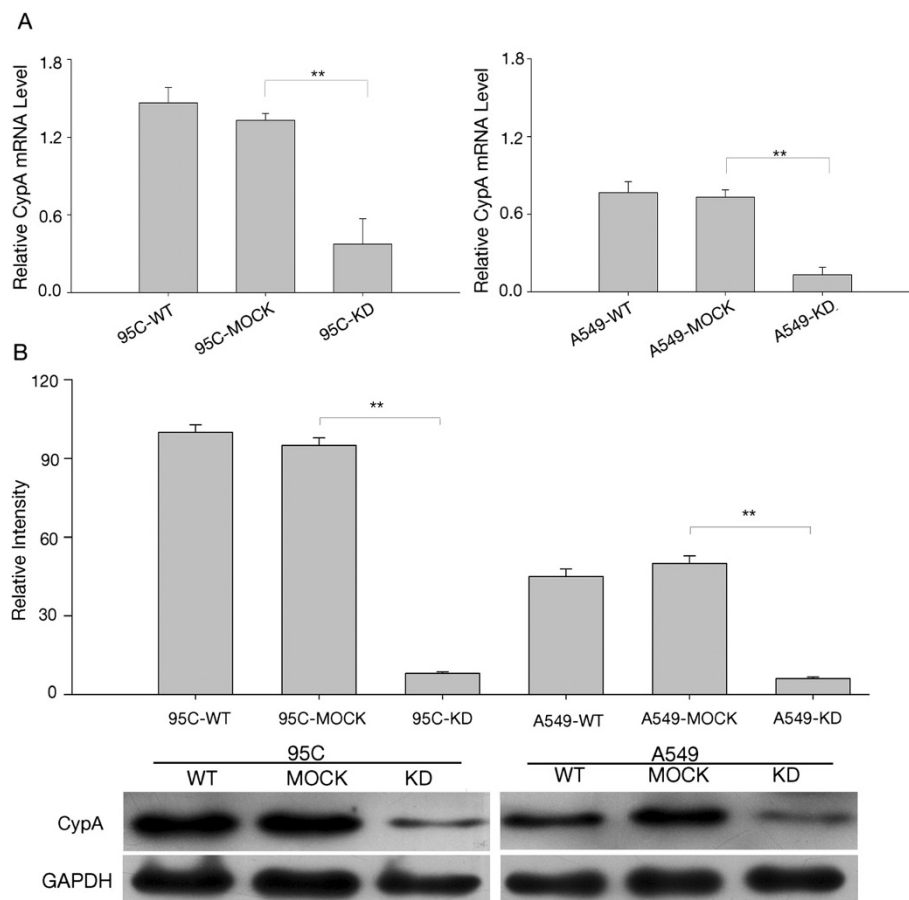 A
Relative CypA mRNA Level
1.8
1.2
0.6
0.0
**
95C-WT
95C-MOCK
95C-KD
Relative CypA mRNA Level
1.8
1.2
0.6
0.0
**
A549-WT
A549-MOCK
A549-KD
B
Relative Intensity
120
90
60
30
0
**
**
95C-WT
95C-MOCK
95C-KD
A549-WT
A549-MOCK
A549-KD
95C
A549
WT
MOCK
KD
WT
MOCK
KD
CypA
GAPDH